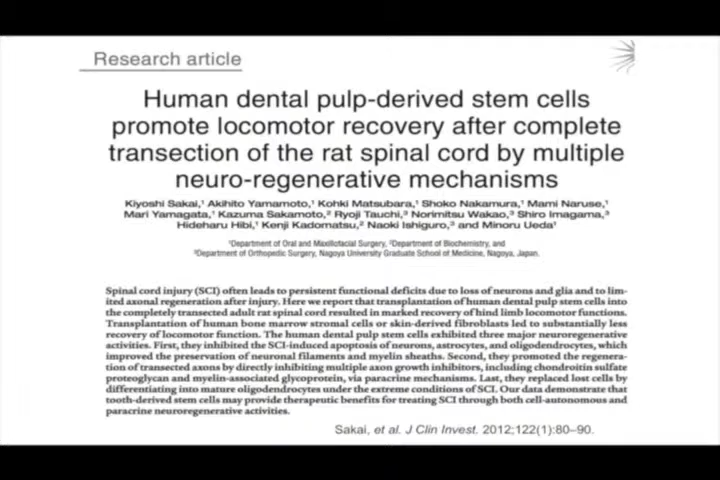 Research article
Human dental pulp-derived stem cells
promote locomotor recovery after complete
transection of the rat spinal cord by multiple
neuro-regenerative mechanisms
Kiyoshi Sakai,¹ Akihito Yamamoto,¹ Kohki Matsubara,¹ Shoko Nakamura,¹ Mami Naruse,¹
Mari Yamagata,¹ Kazuma Sakamoto,² Ryoji Tauchi,³ Norimitsu Wakao,³ Shiro Imagama,³
Hideharu Hibi,¹ Kenji Kadomatsu,² Naoki Ishiguro,³ and Minoru Ueda¹
¹Department of Oral and Maxillofacial Surgery, ²Department of Biochemistry, and
³Department of Orthopedic Surgery, Nagoya University Graduate School of Medicine, Nagoya, Japan.
Spinal cord injury (SCI) often leads to persistent functional deficits due to loss of neurons and glia and to lim-
ited axonal regeneration after injury. Here we report that transplantation of human dental pulp stem cells into
the completely transected adult rat spinal cord resulted in marked recovery of hind limb locomotor functions.
Transplantation of human bone marrow stromal cells or skin-derived fibroblasts led to substantially less
recovery of locomotor function. The human dental pulp stem cells exhibited three major neuroregenerative
activities. First, they inhibited the SCI-induced apoptosis of neurons, astrocytes, and oligodendrocytes, which
improved the preservation of neuronal filaments and myelin sheaths. Second, they promoted the regenera-
tion of transected axons by directly inhibiting multiple axon growth inhibitors, including chondroitin sulfate
proteoglycan and myelin-associated glycoprotein, via paracrine mechanisms. Last, they replaced lost cells by
differentiating into mature oligodendrocytes under the extreme conditions of SCI. Our data demonstrate that
tooth-derived stem cells may provide therapeutic benefits for treating SCI through both cell-autonomous and
paracrine neuroregenerative activities.
Sakai, et al. J Clin Invest. 2012;122(1):80–90.